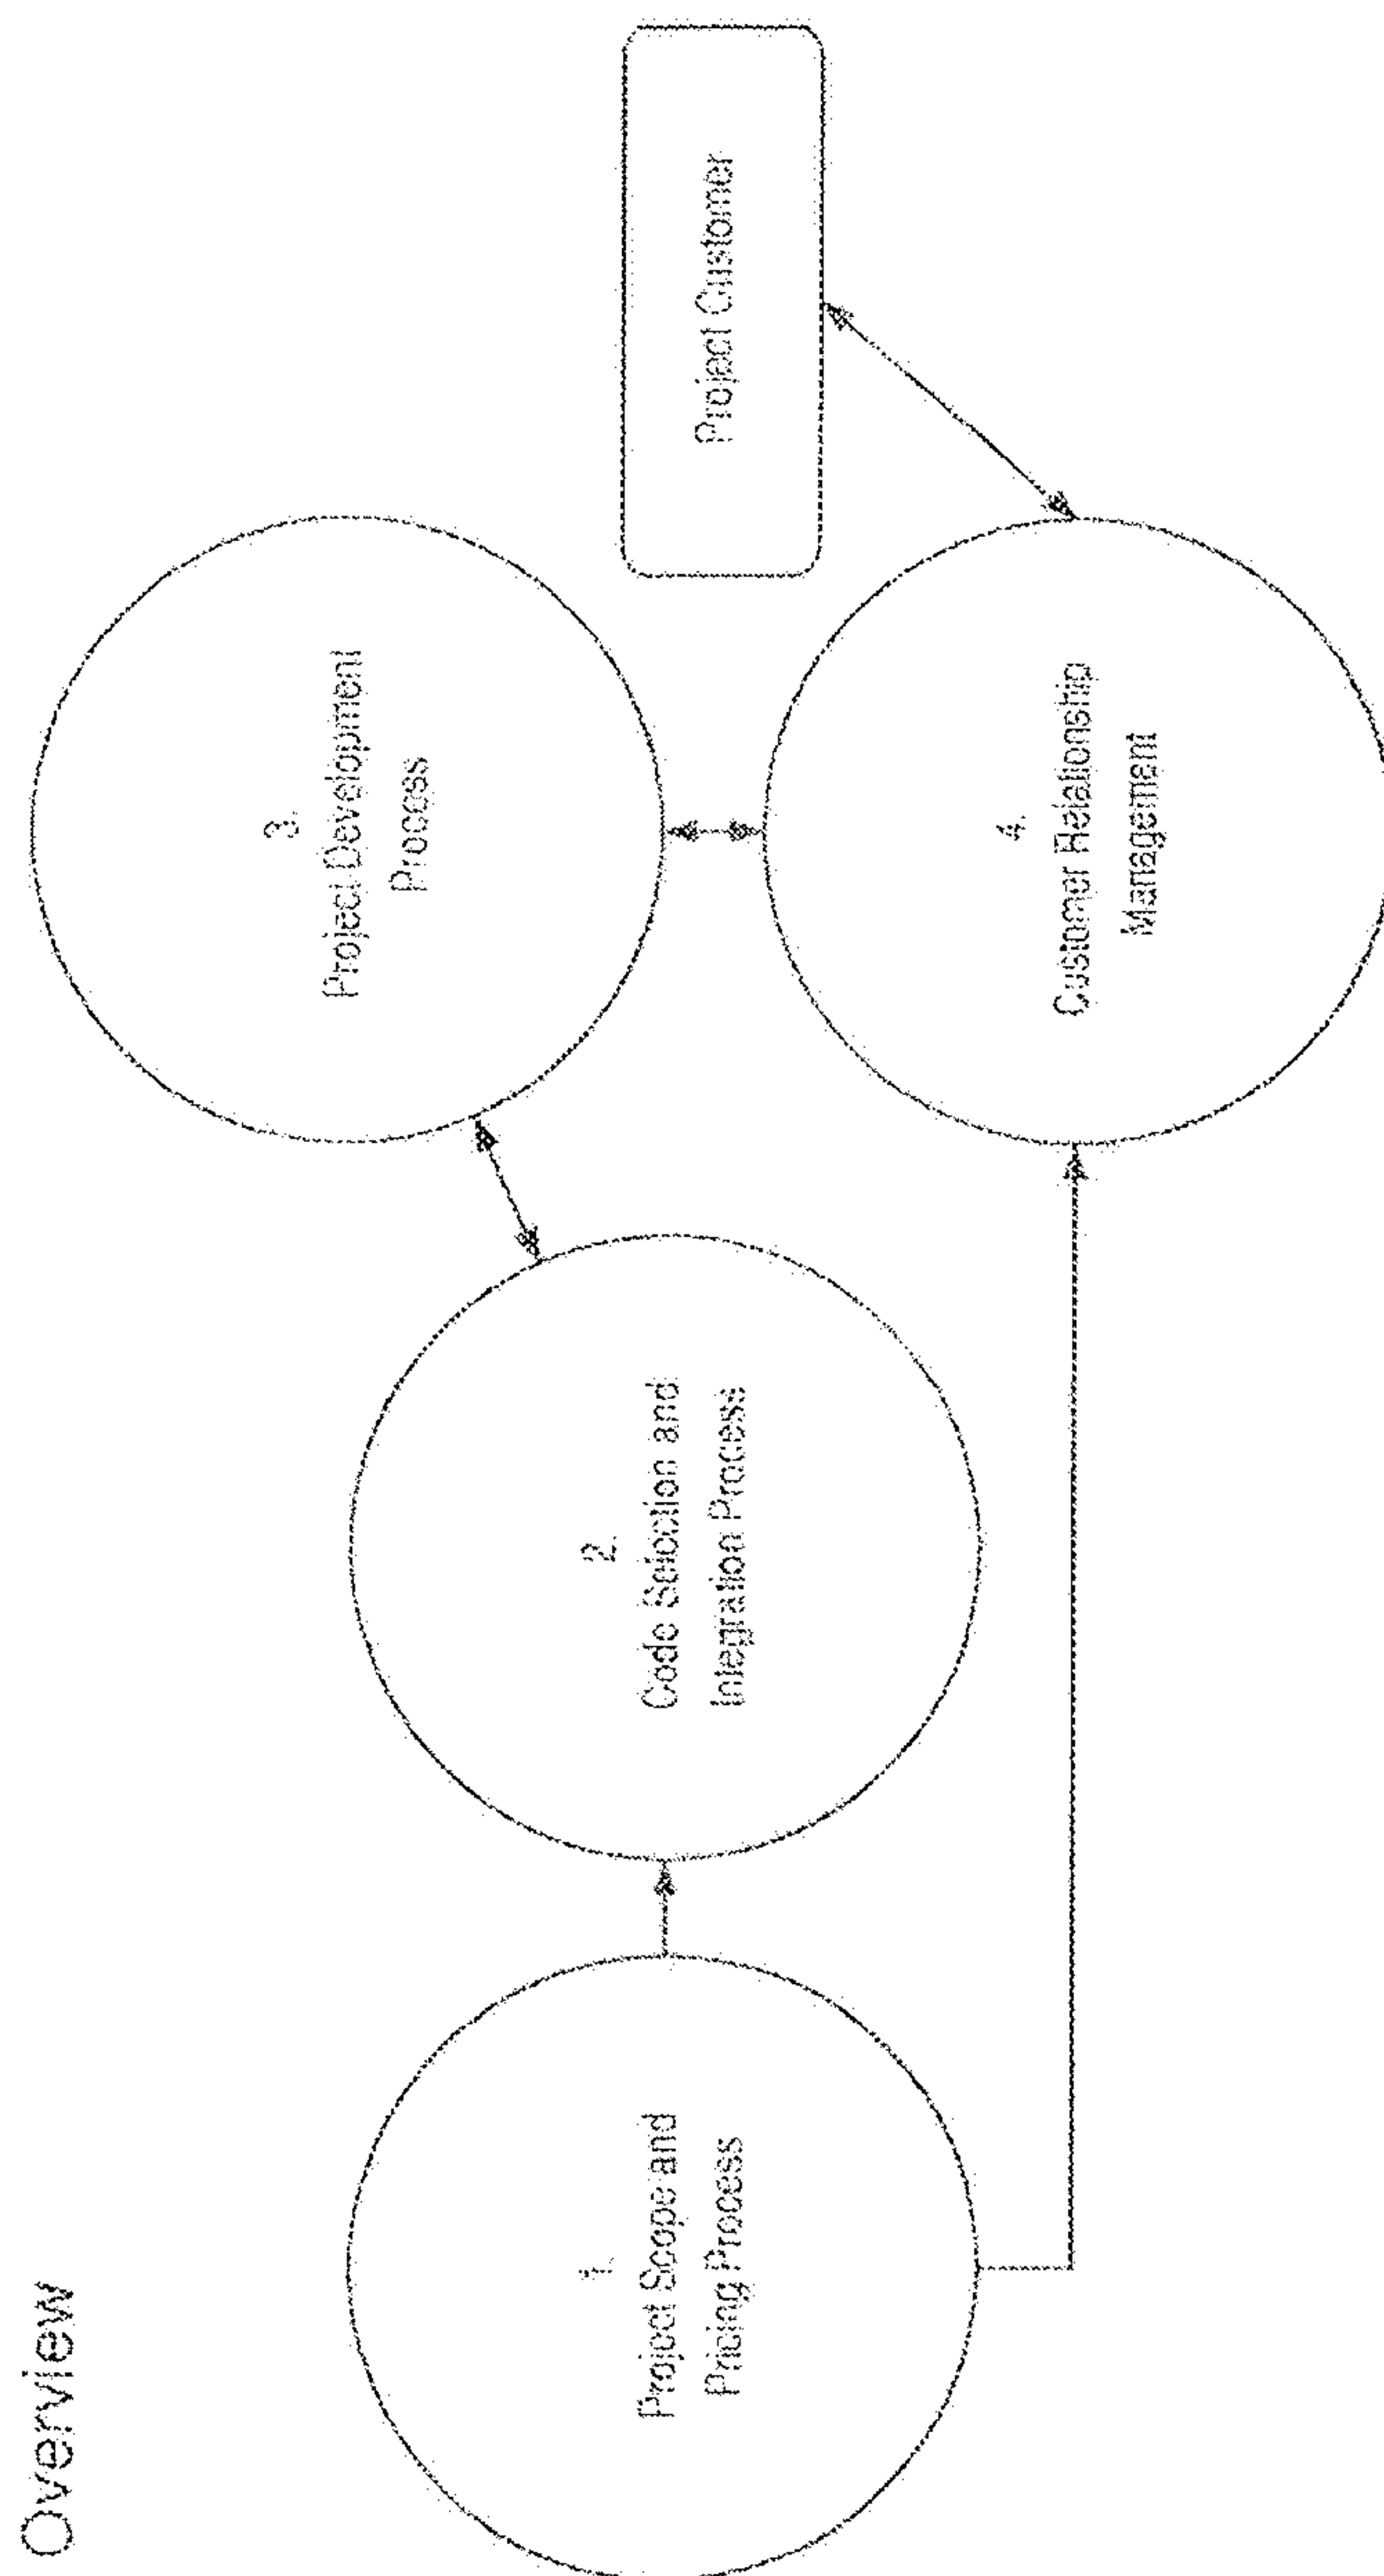 Overview
1.
Project Scope and
Pricing Process
2.
Code Selection and
Integration Process
3.
Project Development
Process
4.
Customer Relationship
Management
Project Customer